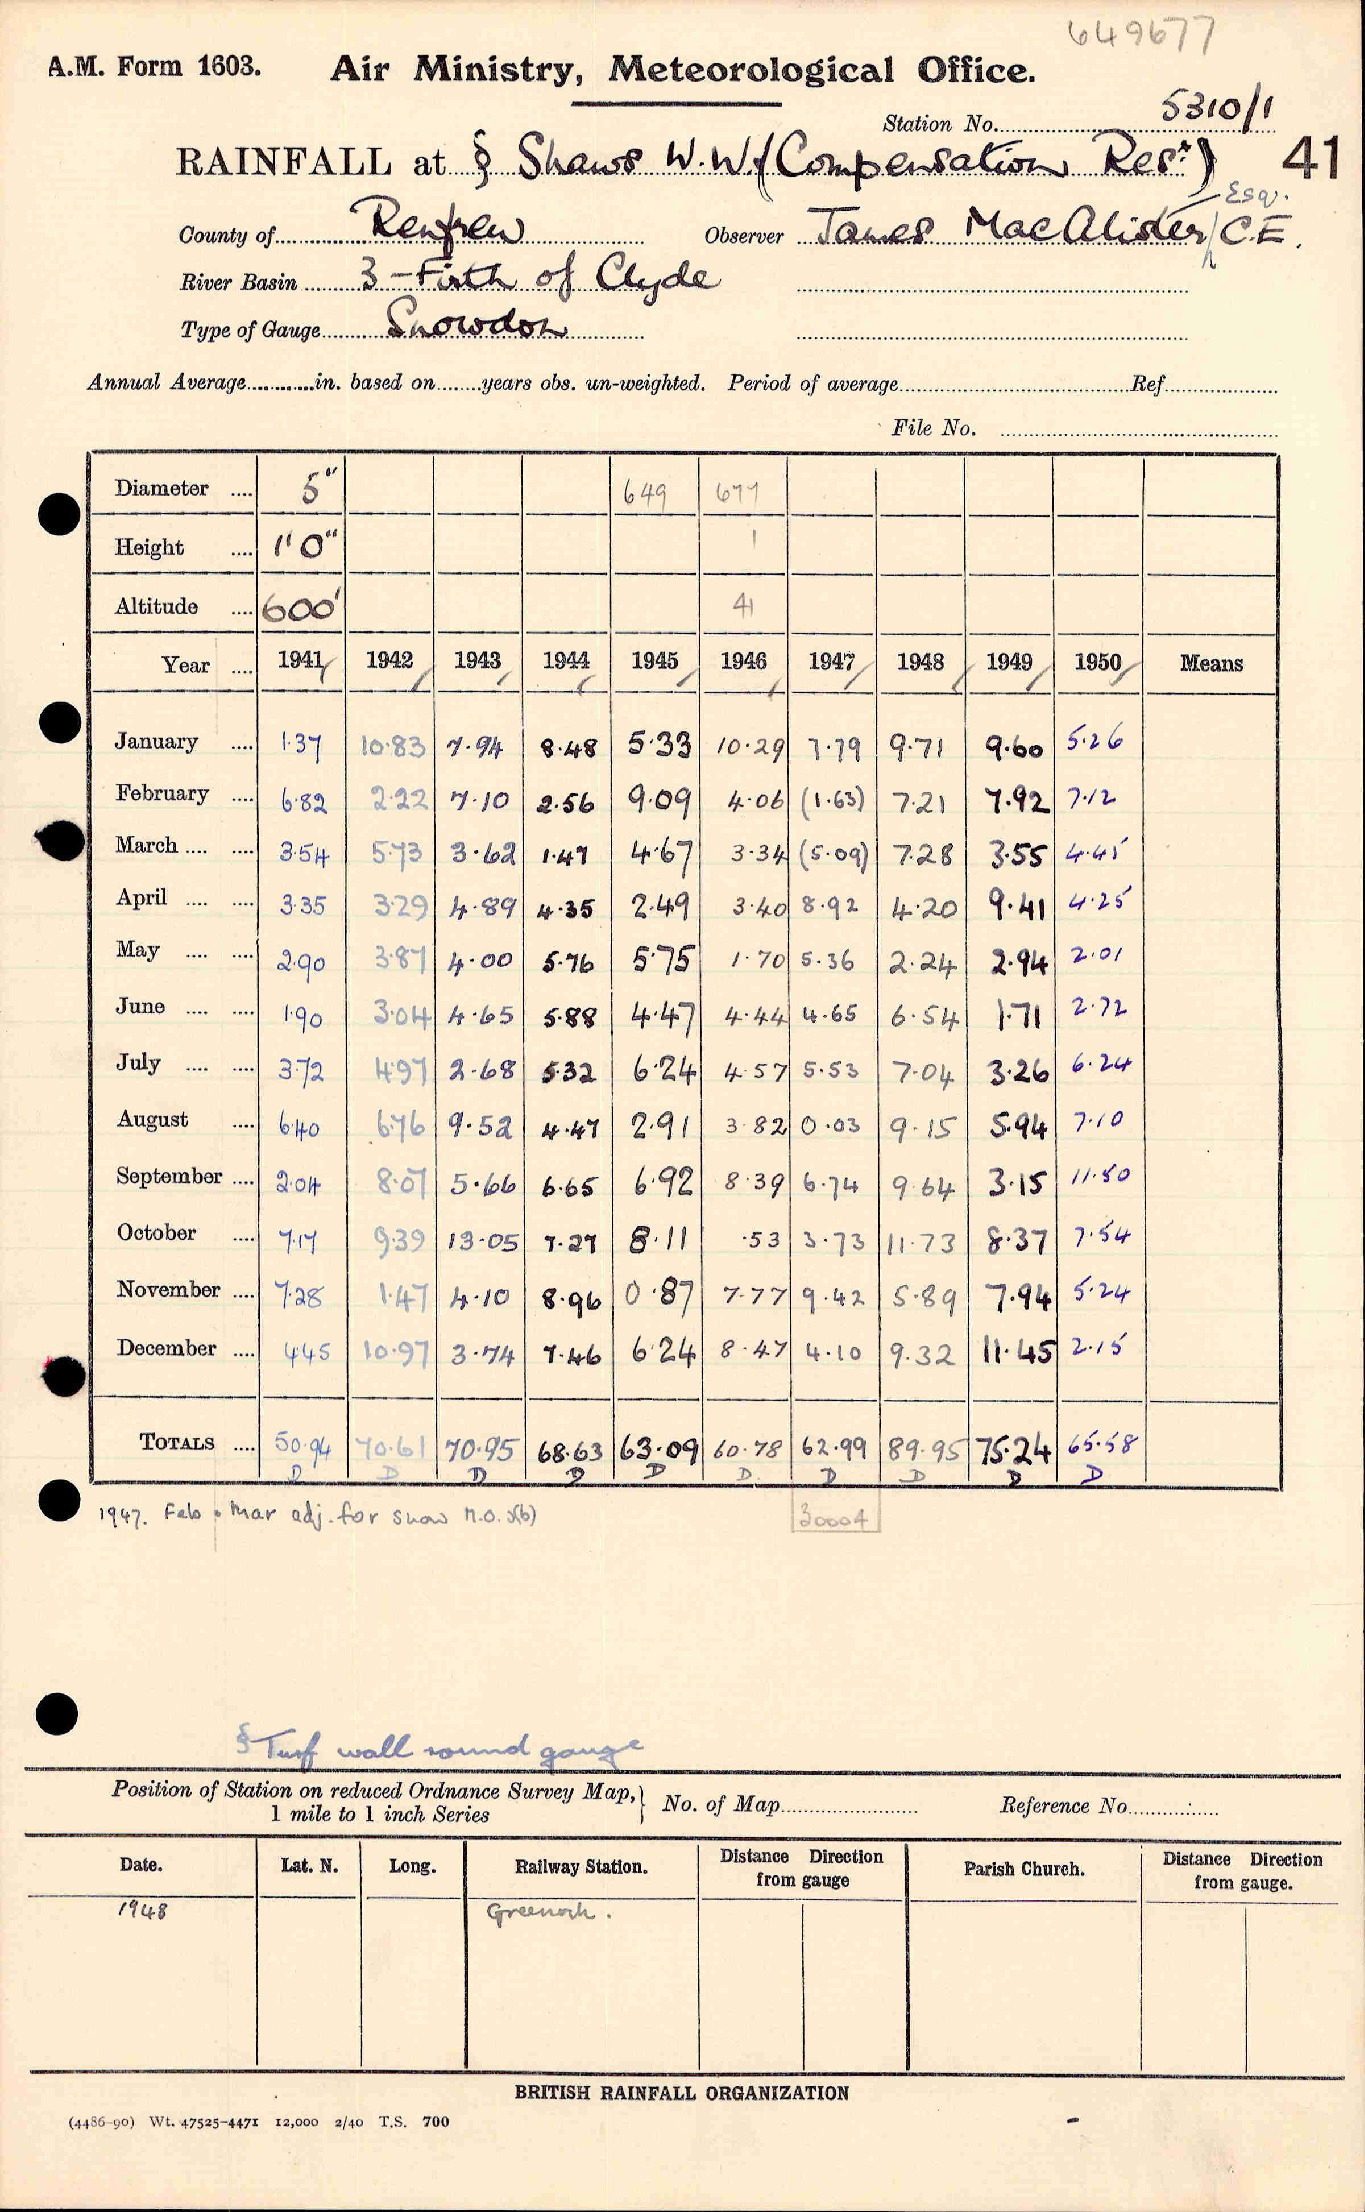 649677
A.M. Form 1603. Air Ministry, Meteorological Office.
Station No. 5310/1
RAINFALL at § Shaws W.W. (Compensation Resr.) 41
County of Renfrew Observer James MacAlister, Esq. C.E.
River Basin 3 - Firth of Clyde
Type of Gauge Snowdon
Annual Average in. based on years obs. un-weighted. Period of average Ref
File No.
Diameter 5" 649 677
Height 1' 0" 1
Altitude 600' 41
Year 1941 1942 1943 1944 1945 1946 1947 1948 1949 1950 Means
January 1.37 10.83 7.94 8.48 5.33 10.29 7.79 9.71 9.60 5.26
February 6.82 2.22 7.10 2.56 9.09 4.06 (1.63) 7.21 7.92 7.12
March 3.54 5.73 3.62 1.47 4.67 3.34 (5.09) 7.28 3.55 4.45
April 3.35 3.29 4.89 4.35 2.49 3.40 8.92 4.20 9.41 4.25
May 2.90 3.87 4.00 5.76 5.75 1.70 5.36 2.24 2.94 2.01
June 1.90 3.04 4.65 5.88 4.47 4.44 4.65 6.54 1.71 2.72
July 3.72 4.97 2.68 5.32 6.24 4.57 5.53 7.04 3.26 6.24
August 6.40 6.76 9.52 4.47 2.91 3.82 0.03 9.15 5.94 7.10
September 2.04 8.07 5.66 6.65 6.92 8.39 6.74 9.64 3.15 11.50
October 7.17 9.39 13.05 7.27 8.11 .53 3.73 11.73 8.37 7.54
November 7.28 1.47 4.10 8.96 0.87 7.77 9.42 5.89 7.94 5.24
December 4.45 10.97 3.74 7.46 6.24 8.47 4.10 9.32 11.45 2.15
TOTALS 50.94 70.61 70.95 68.63 63.09 60.78 62.99 89.95 75.24 65.58
D D D D D D D D D D
1947. Feb & Mar adj. for snow M.O. 3(b) 30004
§ Turf wall round gauge
Position of Station on reduced Ordnance Survey Map, 1 mile to 1 inch Series } No. of Map Reference No.
Date. Lat. N. Long. Railway Station. Distance Direction from gauge Parish Church. Distance Direction from gauge.
1948 Greenock.
BRITISH RAINFALL ORGANIZATION
(4486-90) Wt. 47525-4471 12,000 2/40 T.S. 700